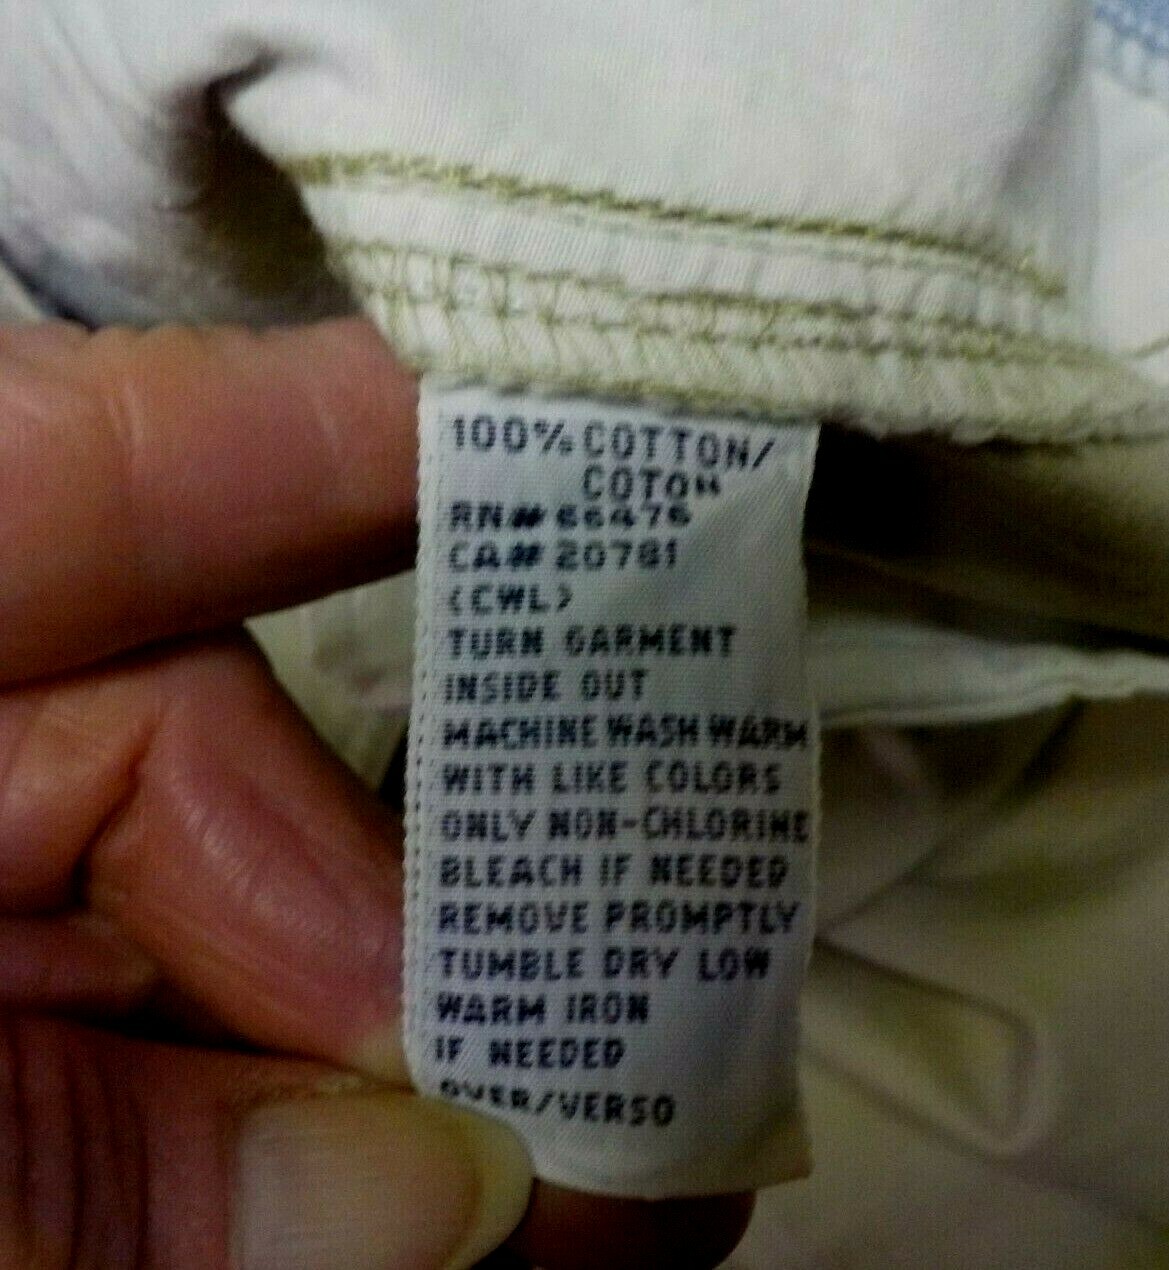 100% COTTON/
COTON
RN# 66476
CA# 20781
(CWL)
TURN GARMENT
INSIDE OUT
MACHINE WASH WARM
WITH LIKE COLORS
ONLY NON-CHLORINE
BLEACH IF NEEDED
REMOVE PROMPTLY
TUMBLE DRY LOW
WARM IRON
IF NEEDED
OVER/VERSO